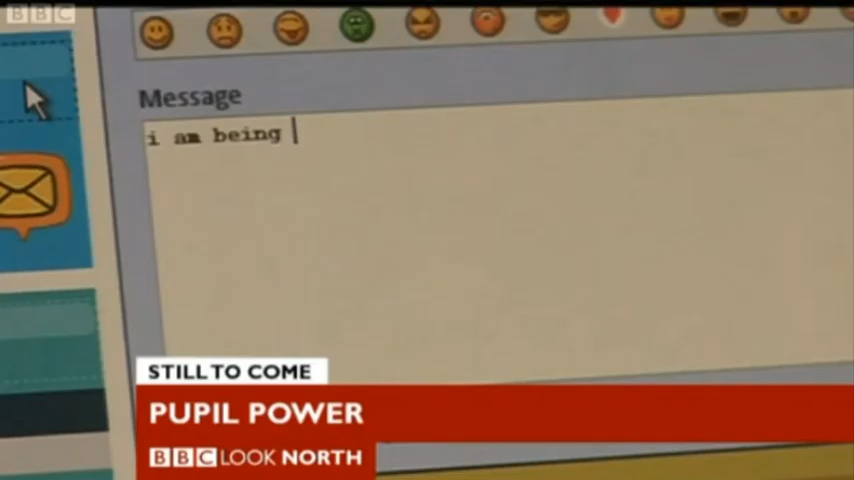 BBC
Message
i am being
STILL TO COME
PUPIL POWER
BBC LOOK NORTH